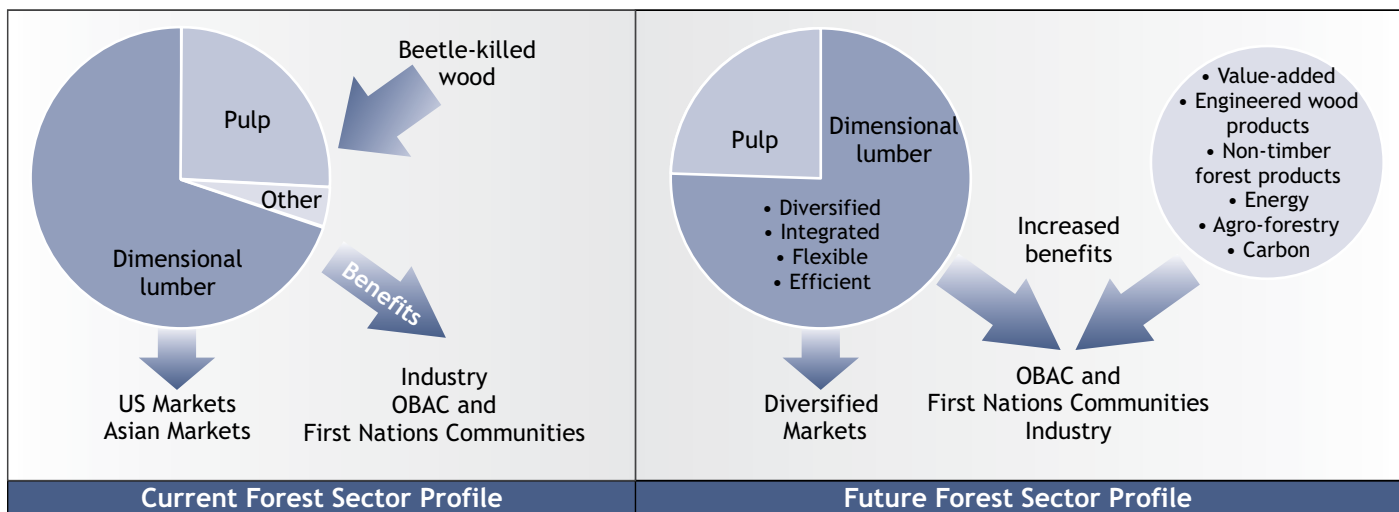 Beetle-killed
wood
Pulp
Other
Dimensional
lumber
Benefits
US Markets
Asian Markets
Industry
OBAC and
First Nations Communities
Current Forest Sector Profile
Pulp
Dimensional
lumber
• Diversified
• Integrated
• Flexible
• Efficient
• Value-added
• Engineered wood
products
• Non-timber
forest products
• Energy
• Agro-forestry
• Carbon
Increased
benefits
Diversified
Markets
OBAC and
First Nations Communities
Industry
Future Forest Sector Profile